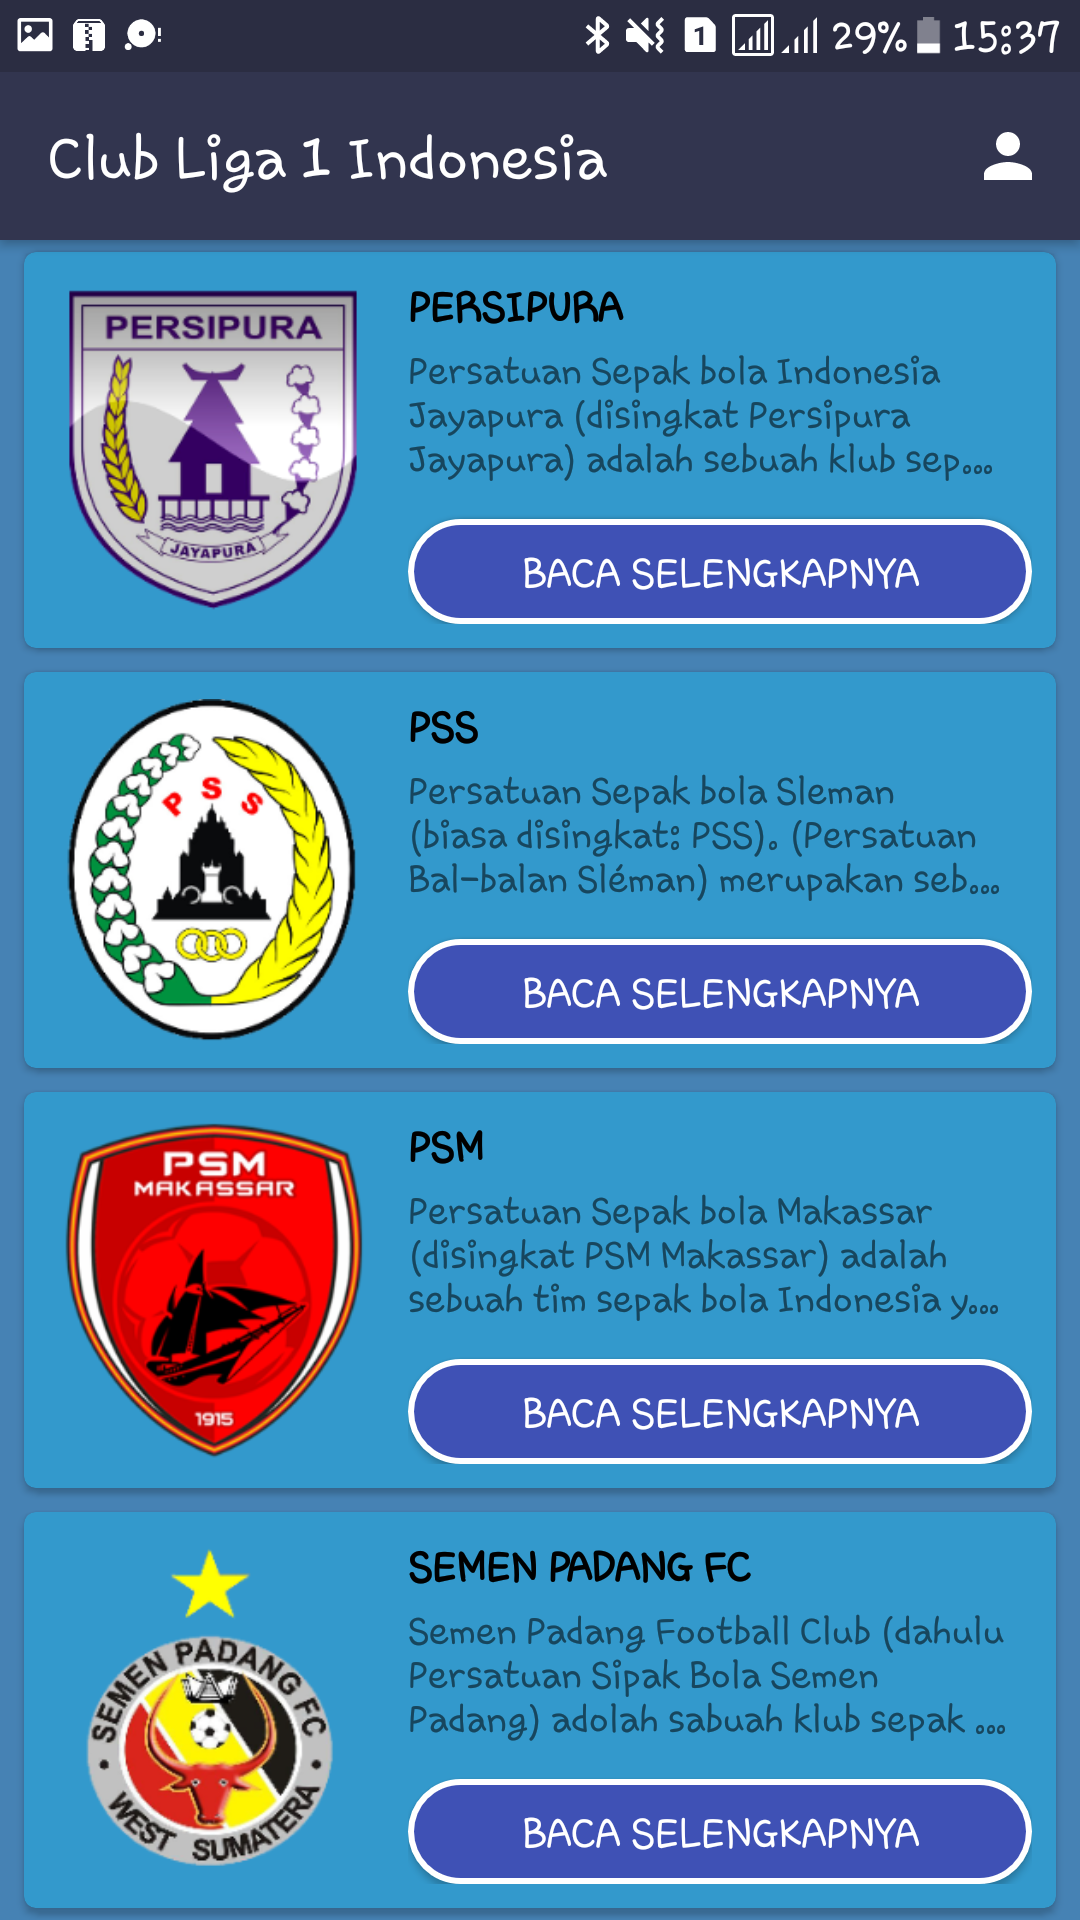 1 29% 15:37
Club Liga 1 Indonesia
PERSIPURA
JAYAPURA
PERSIPURA
Persatuan Sepak bola Indonesia
Jayapura (disingkat Persipura
Jayapura) adalah sebuah klub sep...
BACA SELENGKAPNYA
PSS
PSS
Persatuan Sepak bola Sleman
(biasa disingkat: PSS). (Persatuan
Bal-balan Sléman) merupakan seb...
BACA SELENGKAPNYA
PSM
MAKASSAR
1915
PSM
Persatuan Sepak bola Makassar
(disingkat PSM Makassar) adalah
sebuah tim sepak bola Indonesia y...
BACA SELENGKAPNYA
SEMEN PADANG FC
WEST SUMATERA
SEMEN PADANG FC
Semen Padang Football Club (dahulu
Persatuan Sipak Bola Semen
Padang) adolah sabuah klub sepak ...
BACA SELENGKAPNYA